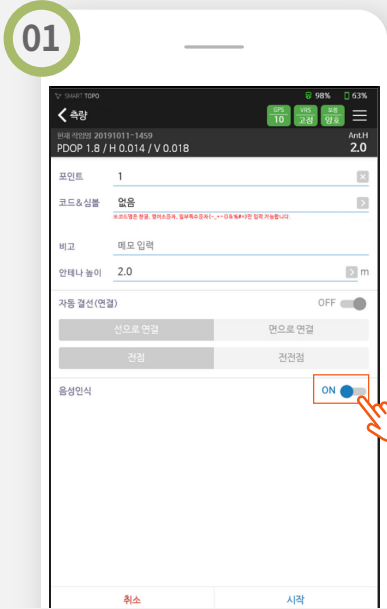 01
SMART TOPO 98% 63%
측량 GPS 10 VRS 고정 보통 양호
현재 작업명 20191011-1459 Ant.H
PDOP 1.8 / H 0.014 / V 0.018 2.0
포인트 1
코드&심볼 없음
비고 메모 입력
안테나 높이 2.0 m
자동 결선(연결) OFF
선으로 연결 면으로 연결
전점 전전점
음성인식 ON
취소 시작